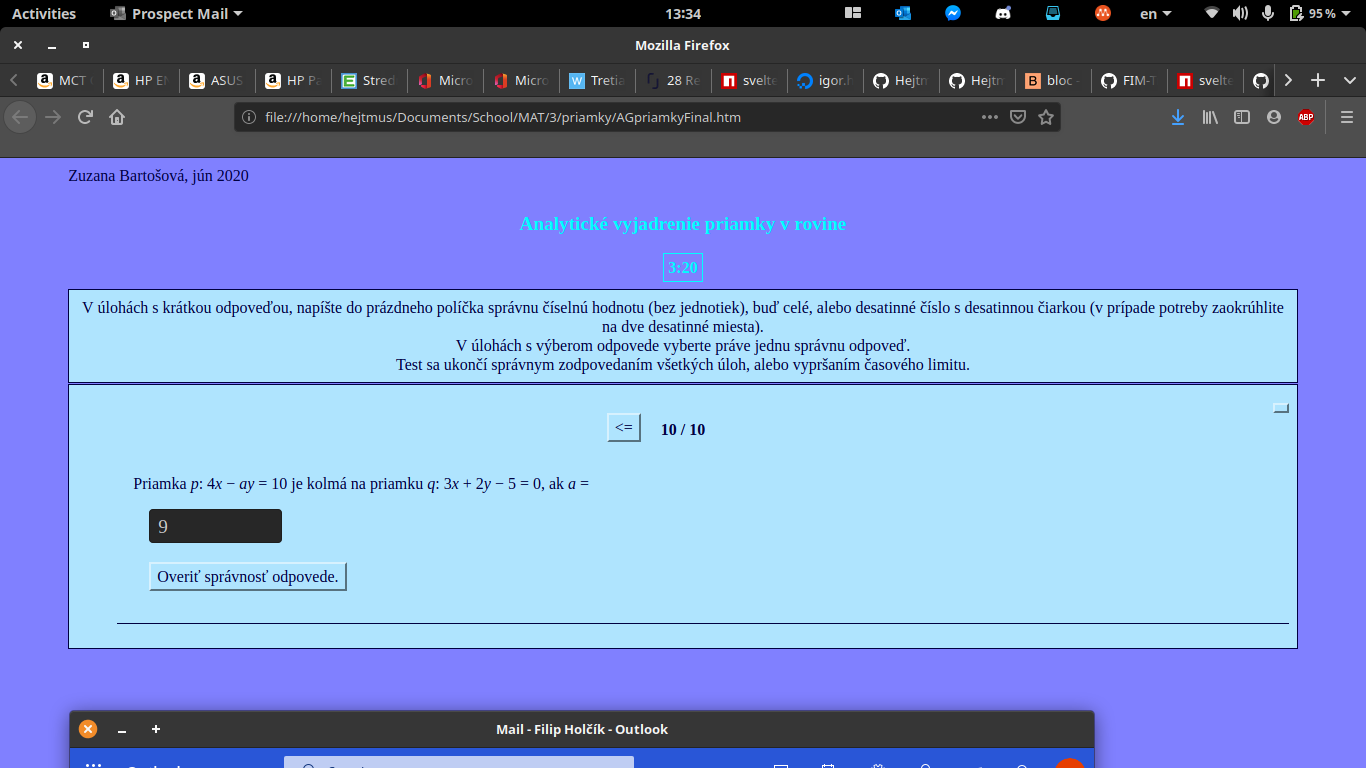 Activities Prospect Mail 13:34 en 95 %
Mozilla Firefox
MCT HP ASUS HP Stred Micro Micro Tretia 28 Re svelte igor. Hejtm Hejtm bloc FIM-T svelte
file:///home/hejtmus/Documents/School/MAT/3/priamky/AGpriamkyFinal.htm ABP
Zuzana Bartošová, jún 2020
Analytické vyjadrenie priamky v rovine
3:20
V úlohách s krátkou odpoveďou, napíšte do prázdneho políčka správnu číselnú hodnotu (bez jednotiek), buď celé, alebo desatinné číslo s desatinnou čiarkou (v prípade potreby zaokrúhlite
na dve desatinné miesta).
V úlohách s výberom odpovede vyberte práve jednu správnu odpoveď.
Test sa ukončí správnym zodpovedaním všetkých úloh, alebo vypršaním časového limitu.
<= 10 / 10
Priamka p: 4x − ay = 10 je kolmá na priamku q: 3x + 2y − 5 = 0, ak a =
9
Overiť správnosť odpovede.
Mail - Filip Holčík - Outlook